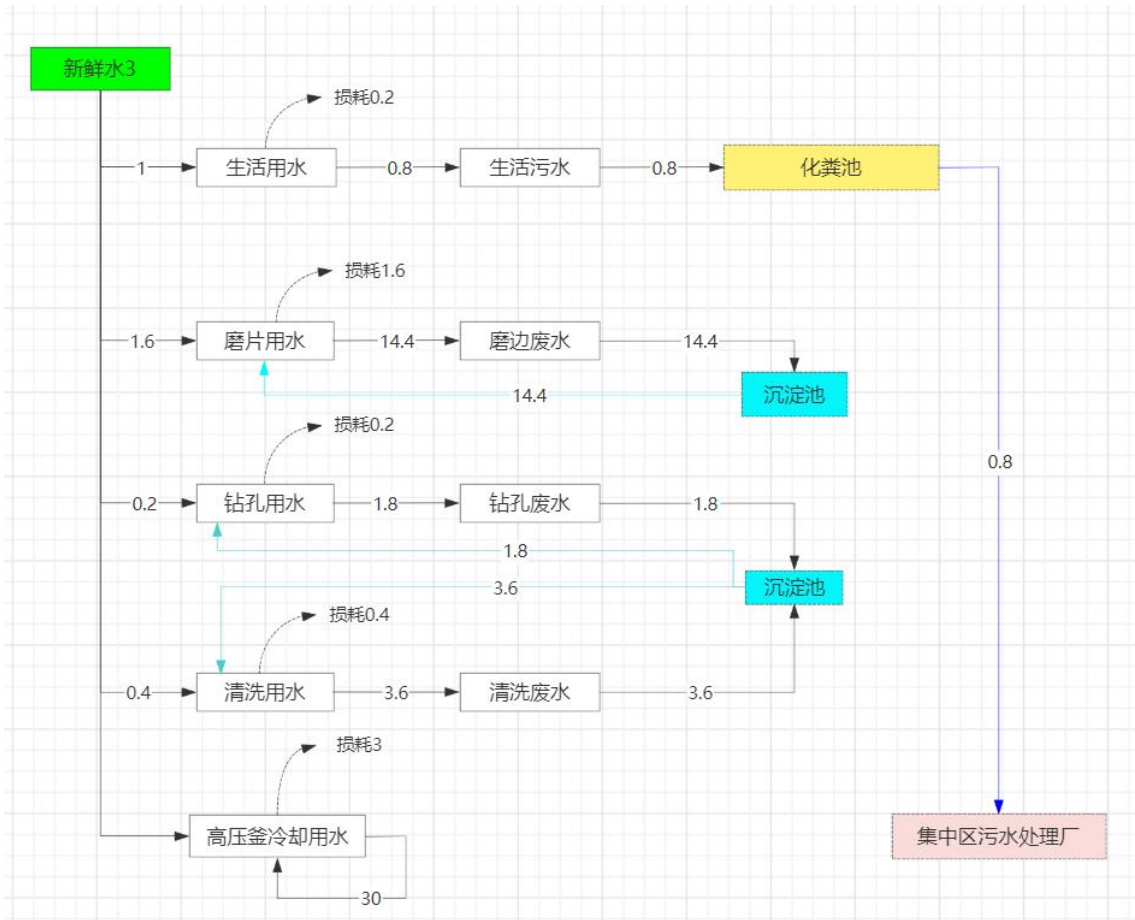 新鲜水3
损耗0.2
1
生活用水
0.8
生活污水
0.8
化粪池
损耗1.6
1.6
磨片用水
14.4
磨边废水
14.4
14.4
沉淀池
损耗0.2
0.8
0.2
钻孔用水
1.8
钻孔废水
1.8
1.8
3.6
沉淀池
损耗0.4
0.4
清洗用水
3.6
清洗废水
3.6
损耗3
高压釜冷却用水
集中区污水处理厂
30